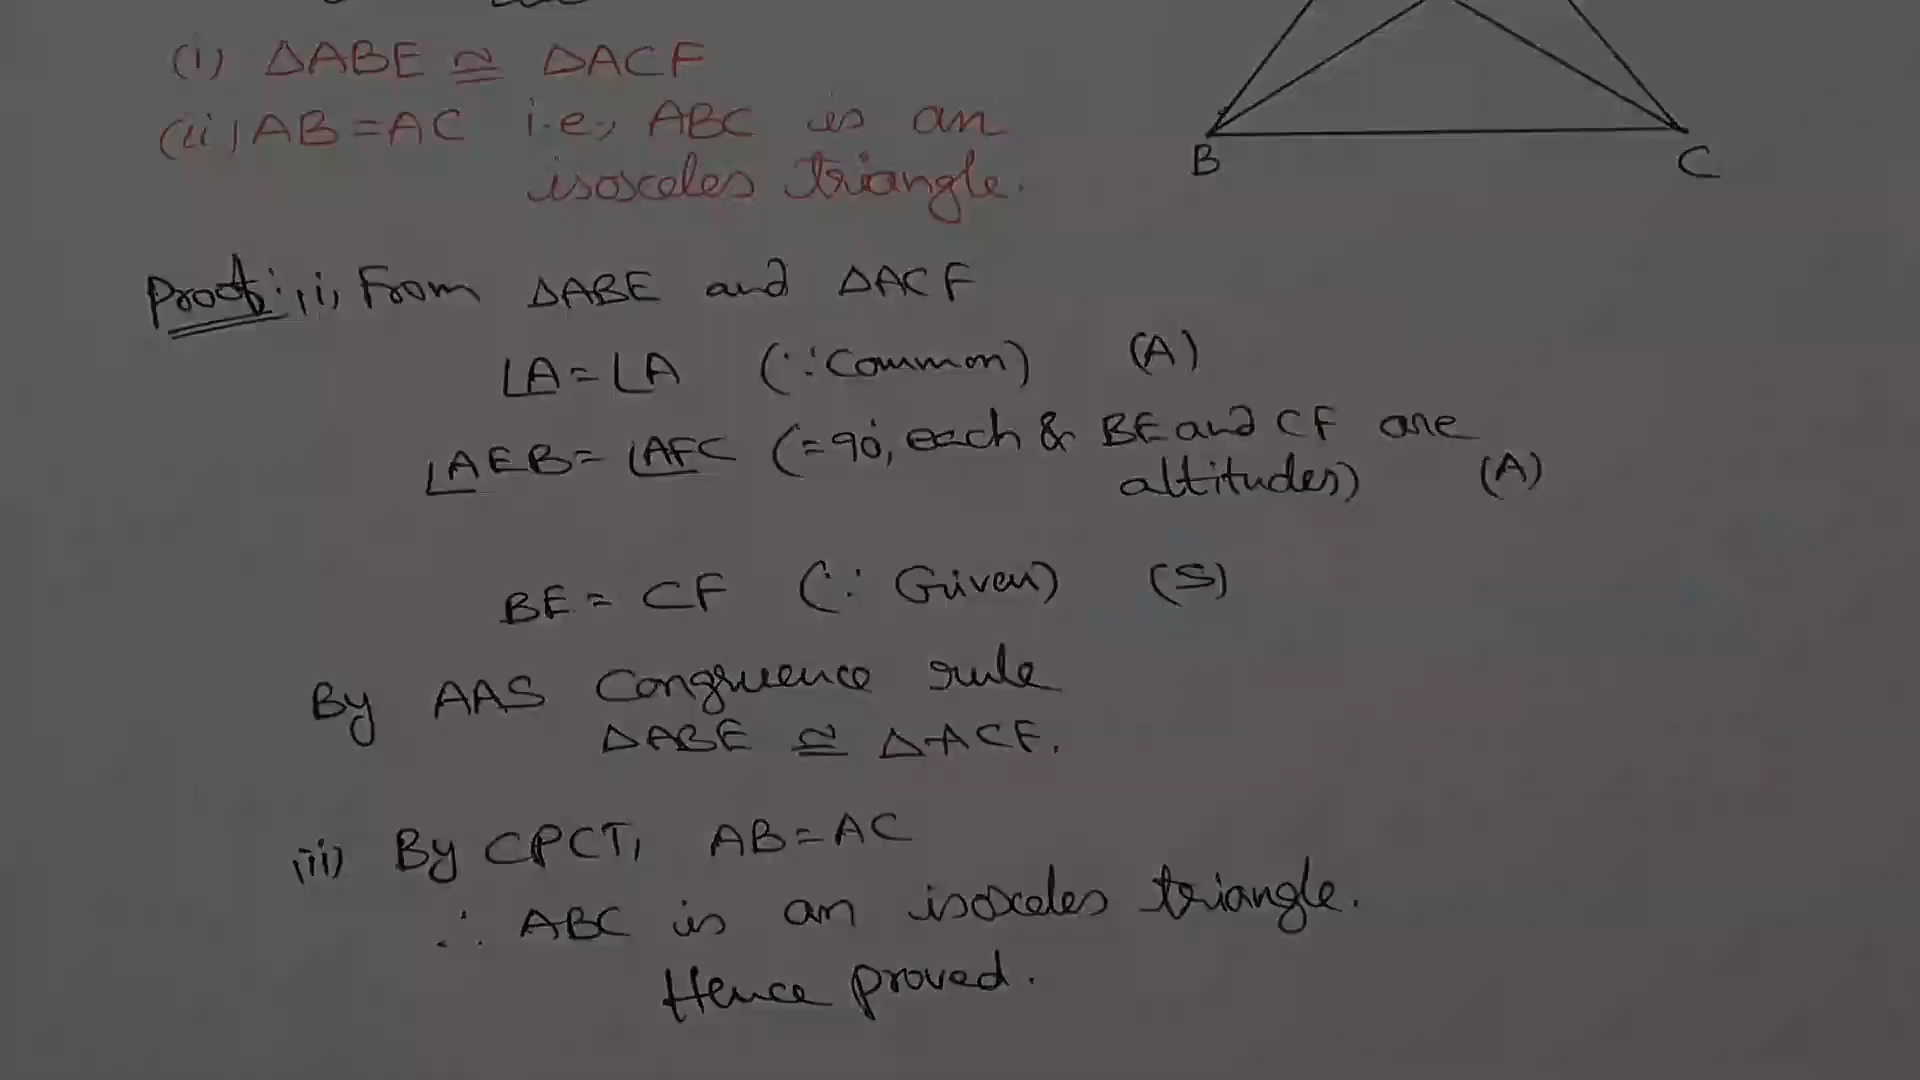 (i) ΔABE ≅ ΔACF
(ii) AB=AC i.e., ABC is an
isosceles triangle.
B
C
Proof: (i) From ΔABE and ΔACF
∠A=∠A (∵ Common) (A)
∠AEB=∠AFC (=90°, each & BE and CF are
altitudes) (A)
BE = CF (∵ Given) (S)
By AAS Congruence rule
ΔABE ≅ ΔACF.
(ii) By CPCT, AB=AC
∴ ABC is an isosceles triangle.
Hence proved.